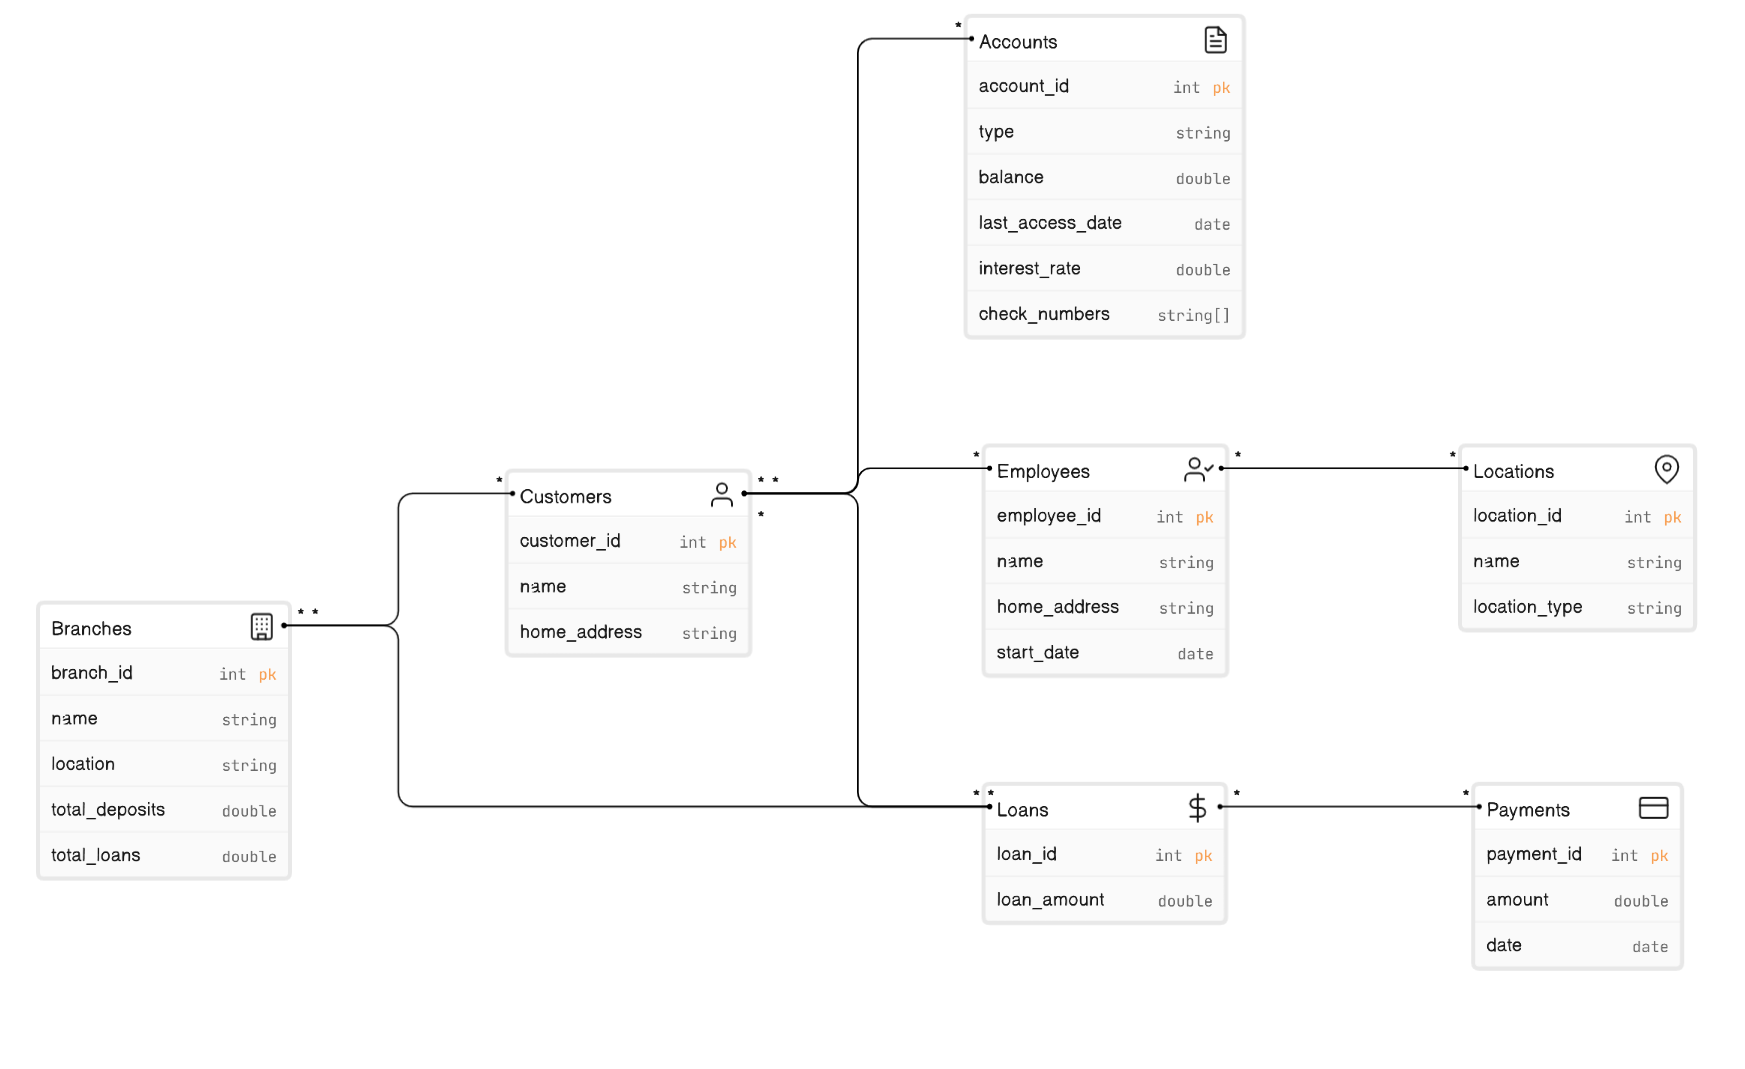 *
Accounts
account_id int pk
type string
balance double
last_access_date date
interest_rate double
check_numbers string[]
* Customers * *
*
customer_id int pk
name string
home_address string
* Employees *
employee_id int pk
name string
home_address string
start_date date
* Locations
location_id int pk
name string
location_type string
Branches * *
branch_id int pk
name string
location string
total_deposits double
total_loans double
* * Loans $ *
loan_id int pk
loan_amount double
* Payments
payment_id int pk
amount double
date date